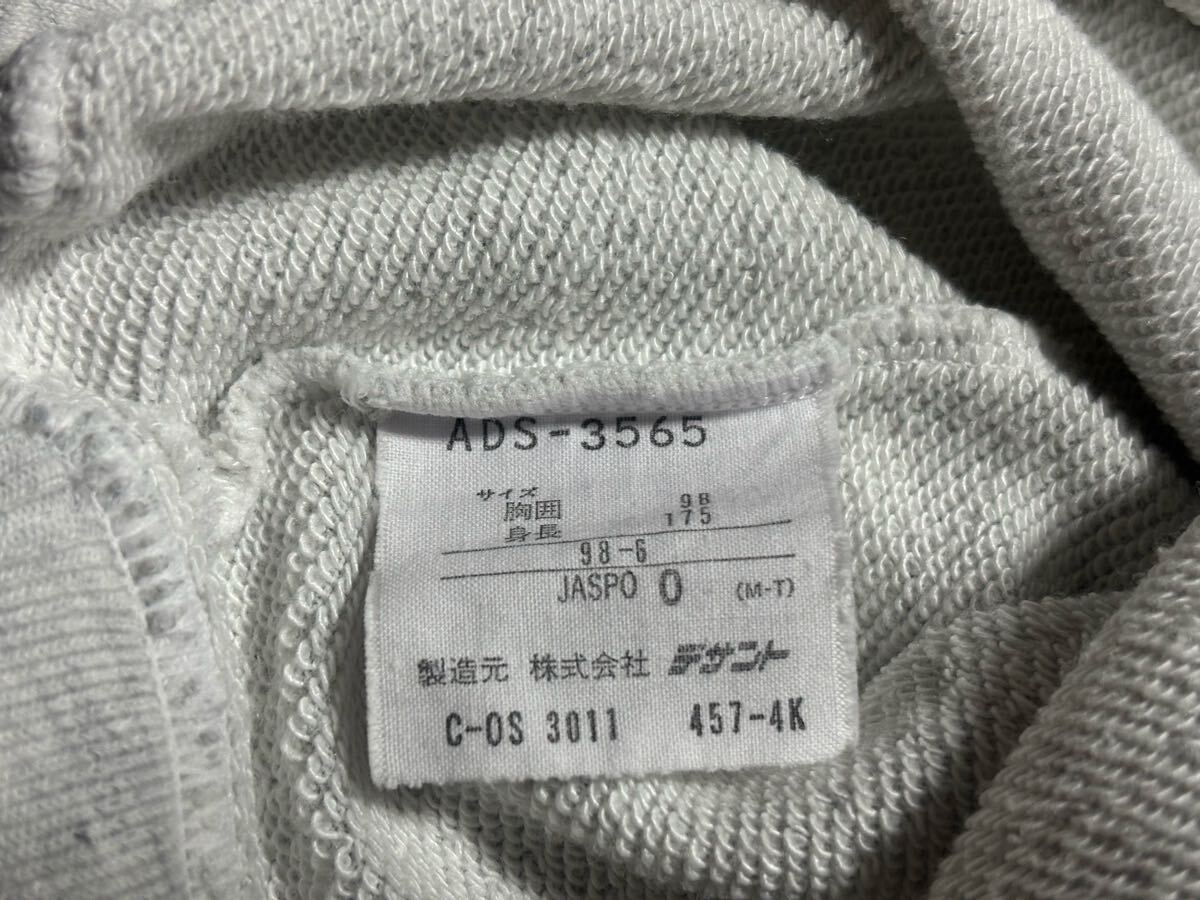 ADS-3565
サイズ
胸囲 98
身長 175
98-6
JASPO O (M-T)
製造元 株式会社 デサント
C-OS 3011 457-4K